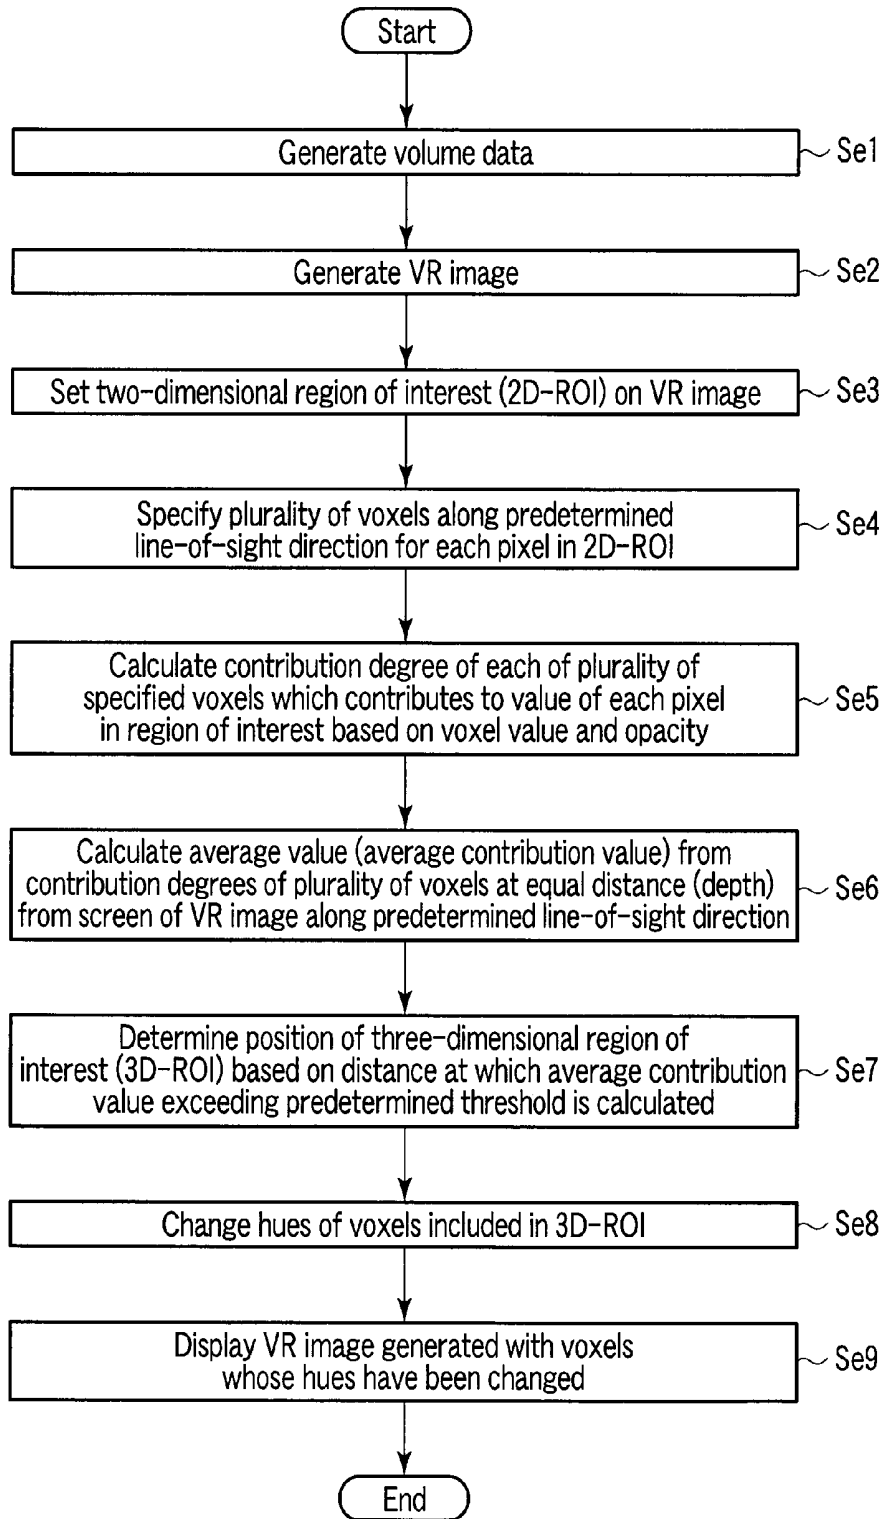 Start
Generate volume data
Se1
Generate VR image
Se2
Set two-dimensional region of interest (2D-ROI) on VR image
Se3
Specify plurality of voxels along predetermined
line-of-sight direction for each pixel in 2D-ROI
Se4
Calculate contribution degree of each of plurality of
specified voxels which contributes to value of each pixel
in region of interest based on voxel value and opacity
Se5
Calculate average value (average contribution value) from
contribution degrees of plurality of voxels at equal distance (depth)
from screen of VR image along predetermined line-of-sight direction
Se6
Determine position of three-dimensional region of
interest (3D-ROI) based on distance at which average contribution
value exceeding predetermined threshold is calculated
Se7
Change hues of voxels included in 3D-ROI
Se8
Display VR image generated with voxels
whose hues have been changed
Se9
End